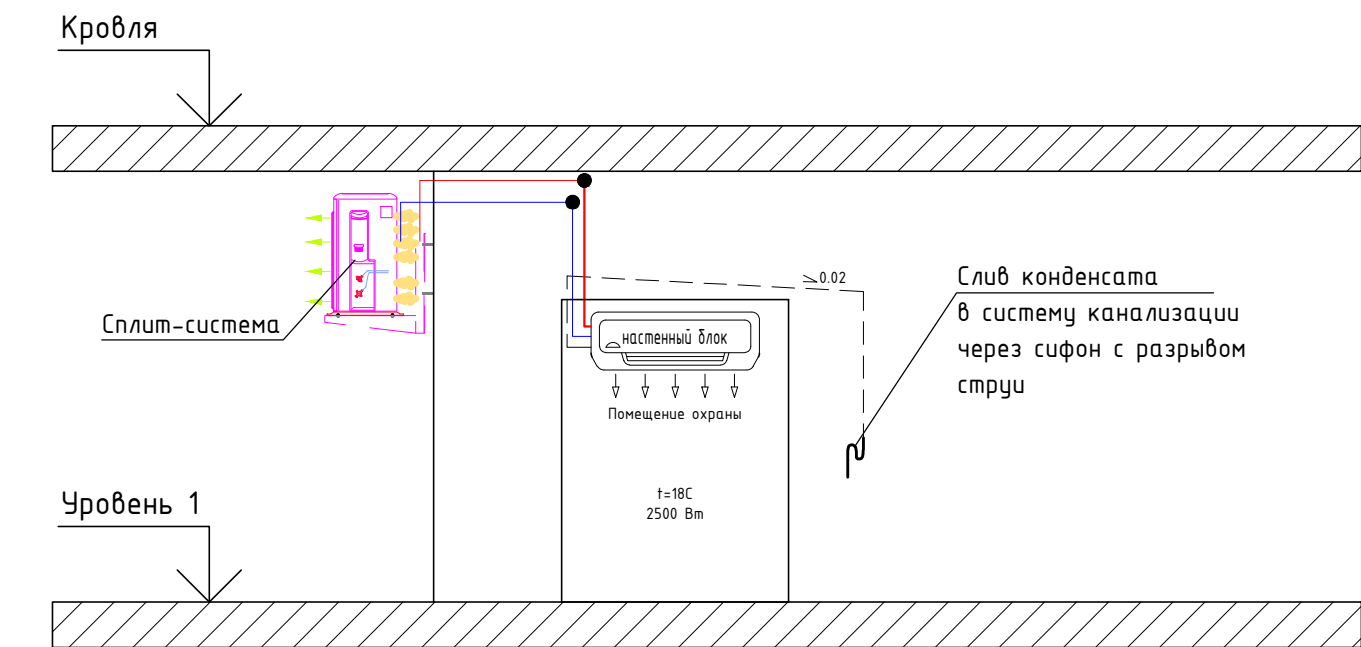 Кровля
Сплит-система
Уровень 1
настенный блок
Помещение охраны
t=18C
2500 Вт
0.02
Слив конденсата
в систему канализации
через сифон с разрывом
струи